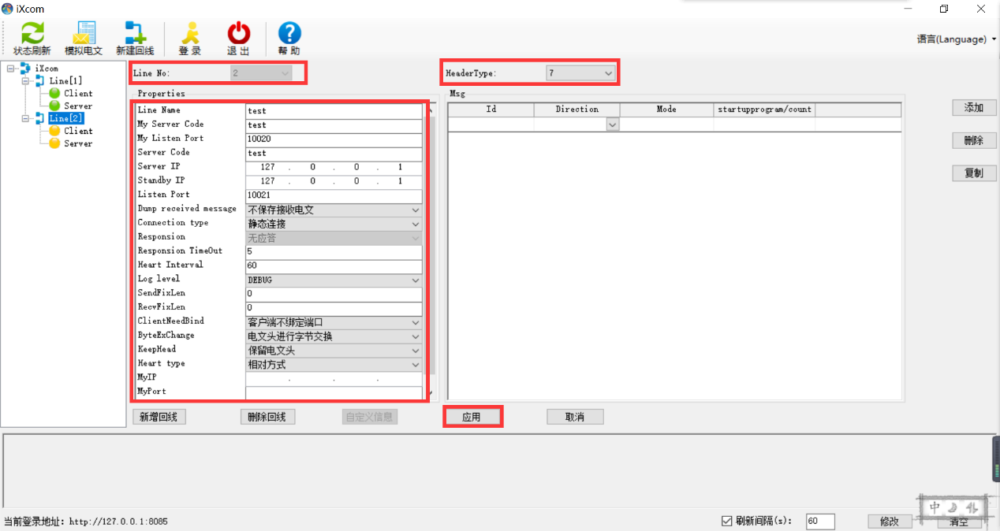 iXcom
状态刷新 模拟电文 新建回线 登 录 退 出 帮 助 语言(Language)
iXcom
Line[1]
Client
Server
Line[2]
Client
Server
Line No: 2
HeaderType: 7
Properties
Line Name test
My Server Code test
My Listen Port 10020
Server Code test
Server IP 127 . 0 . 0 . 1
Standby IP 127 . 0 . 0 . 1
Listen Port 10021
Dump received message 不保存接收电文
Connection type 静态连接
Responsion 无应答
Responsion TimeOut 5
Heart Interval 60
Log level DEBUG
SendFixLen 0
RecvFixLen 0
ClientNeedBind 客户端不绑定端口
ByteExChange 电文头进行字节交换
KeepHead 保留电文头
Heart type 相对方式
MyIP . . .
MyPort
Msg
Id Direction Mode startupprogram/count
添加
删除
复制
新增回线 删除回线 自定义信息 应用 取消
当前登录地址: http://127.0.0.1:8085 刷新间隔(s): 60 修改 清空
中